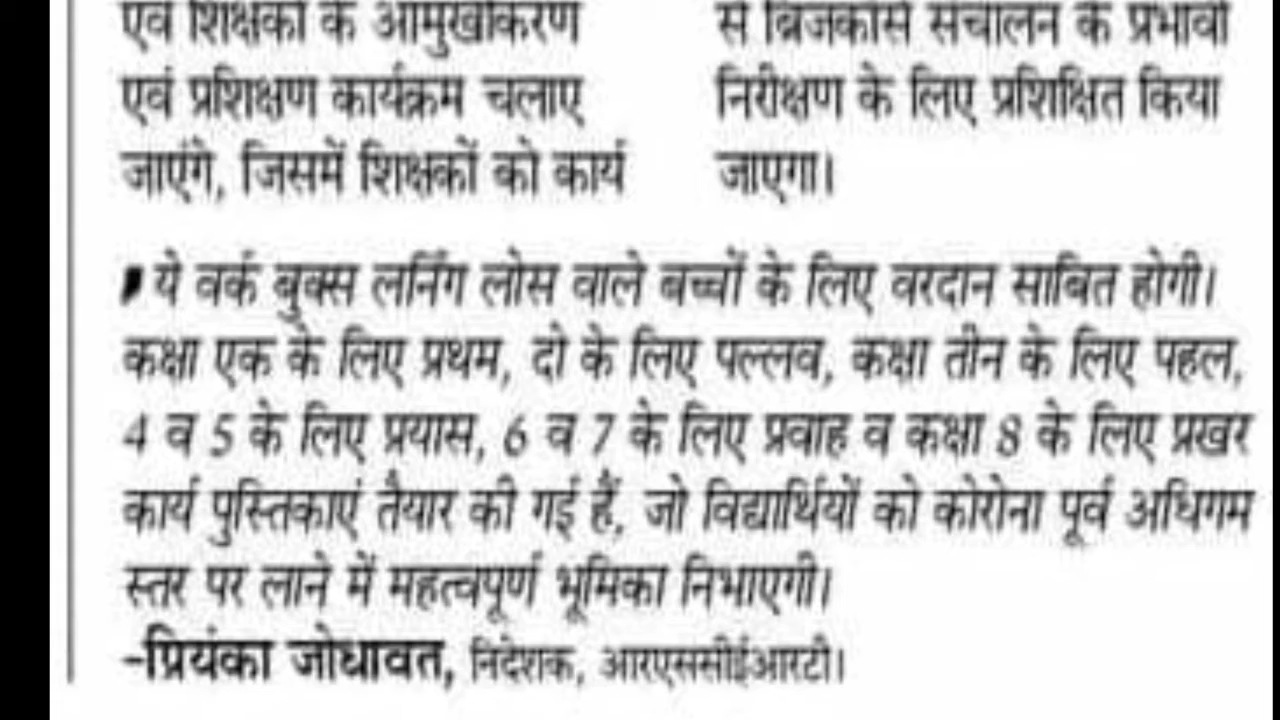 एवं शिक्षकों के आमुखीकरण
एवं प्रशिक्षण कार्यक्रम चलाए
जाएंगे, जिसमें शिक्षकों को कार्य
से ब्रिजकोर्स संचालन के प्रभावी
निरीक्षण के लिए प्रशिक्षित किया
जाएगा।
ये वर्क बुक्स लर्निंग लोस वाले बच्चों के लिए वरदान साबित होगी।
कक्षा एक के लिए प्रथम, दो के लिए पल्लव, कक्षा तीन के लिए पहल,
4 व 5 के लिए प्रयास, 6 व 7 के लिए प्रवाह व कक्षा 8 के लिए प्रखर
कार्य पुस्तिकाएं तैयार की गई हैं, जो विद्यार्थियों को कोरोना पूर्व अधिगम
स्तर पर लाने में महत्वपूर्ण भूमिका निभाएगी।
-प्रियंका जोधावत, निदेशक, आरएससीईआरटी।